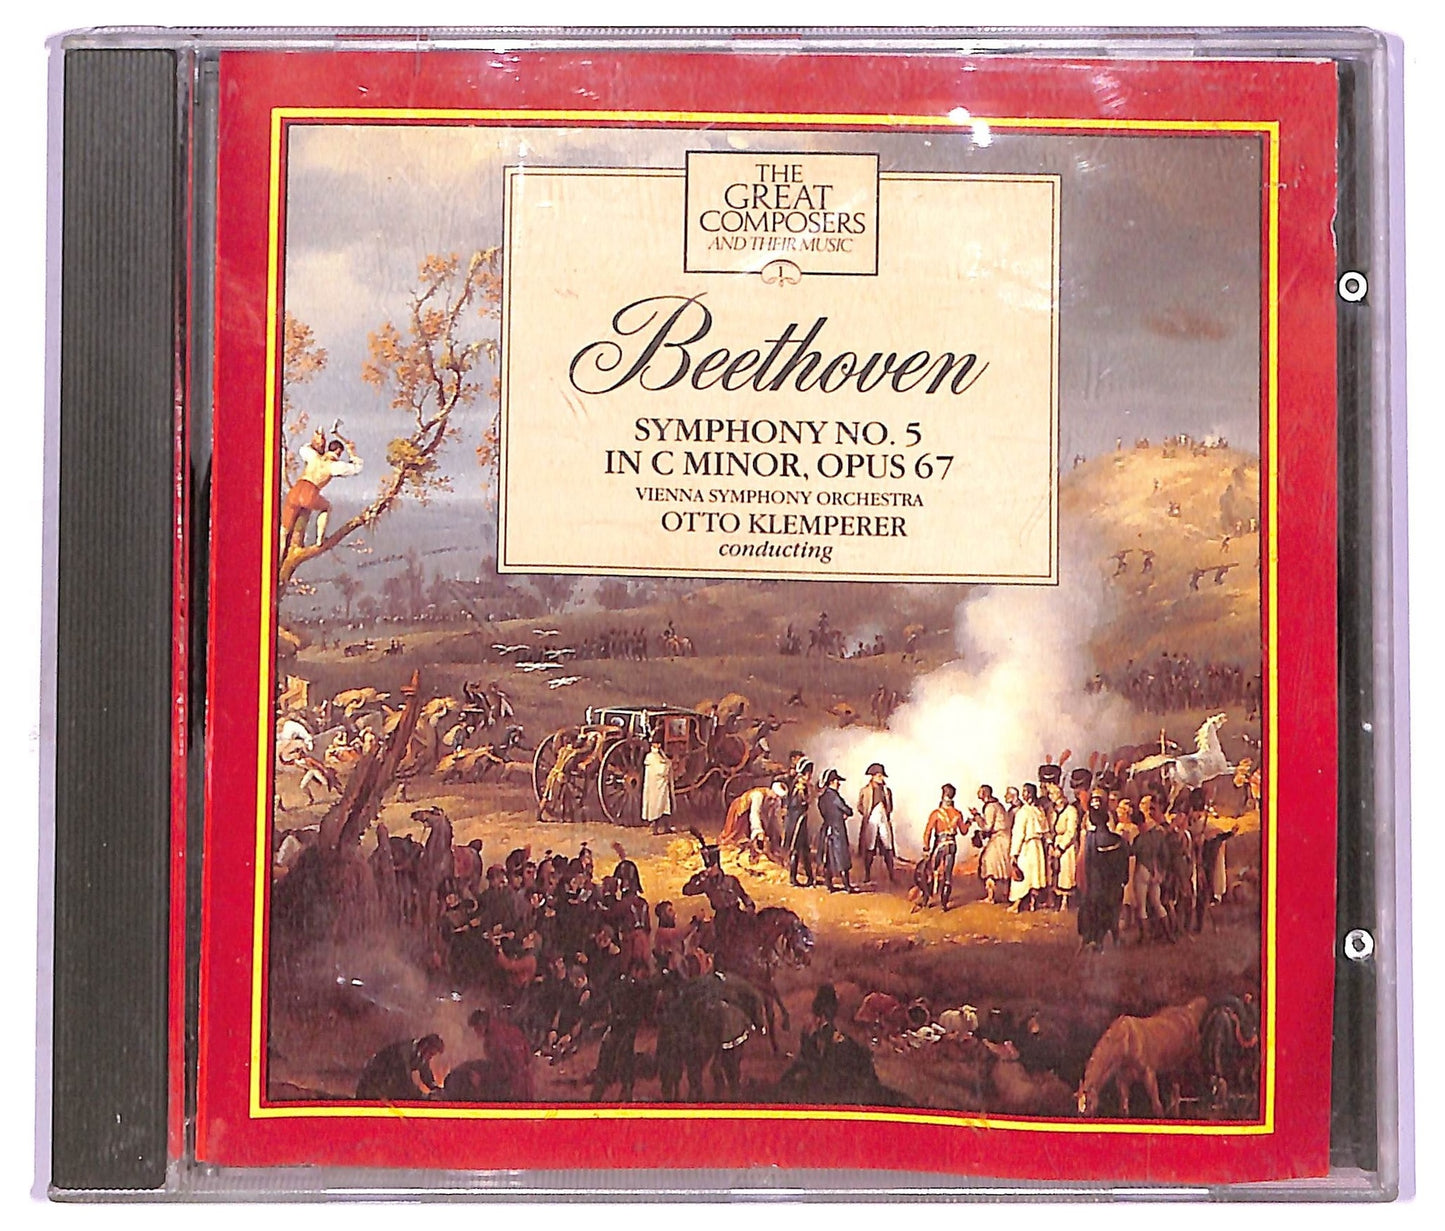 THE
GREAT
COMPOSERS
AND THEIR MUSIC
1
Beethoven
SYMPHONY NO. 5
IN C MINOR, OPUS 67
VIENNA SYMPHONY ORCHESTRA
OTTO KLEMPERER
conducting